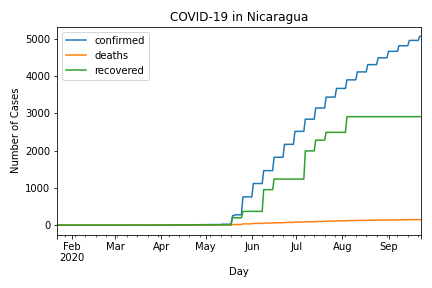 COVID-19 in Nicaragua
confirmed
deaths
recovered
Number of Cases
5000
4000
3000
2000
1000
0
Feb Mar Apr May Jun Jul Aug Sep
2020
Day